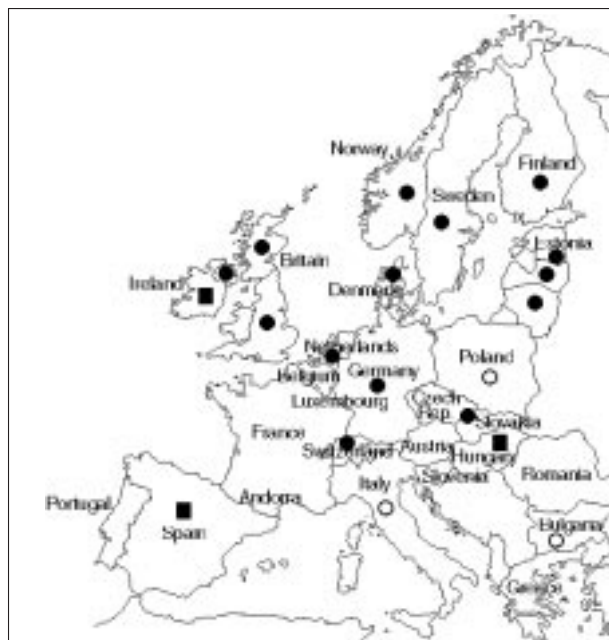 Norway
Finland
Sweden
Estonia
Britain
Ireland
Denmark
Netherlands
Poland
Belgium
Germany
Luxembourg
Czech
Rep.
Slovakia
France
Switzerland
Austria
Hungary
Slovenia
Romania
Italy
Portugal
Andorra
Spain
Bulgaria
Greece